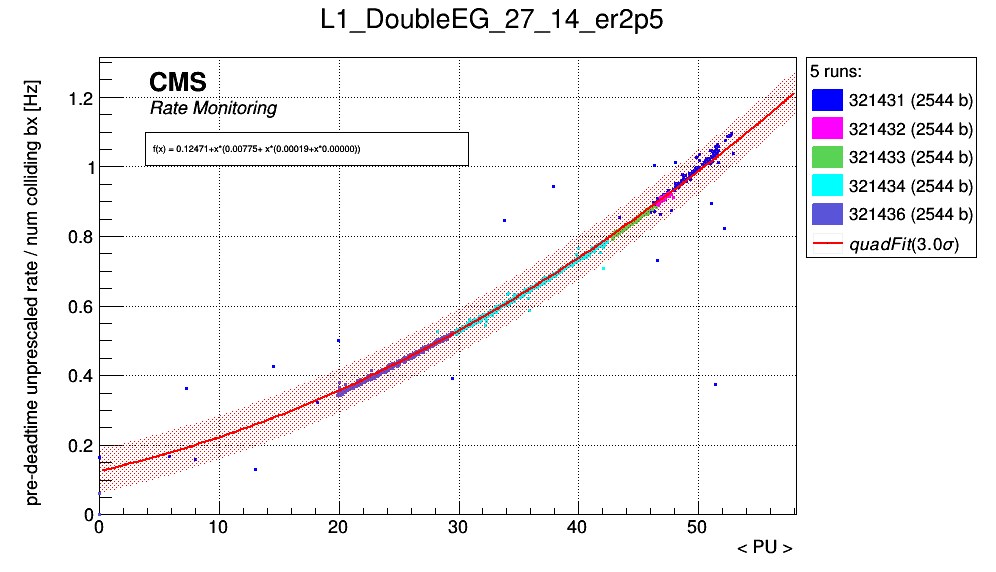 L1_DoubleEG_27_14_er2p5
pre-deadtime unprescaled rate / num colliding bx [Hz]
CMS
Rate Monitoring
f(x) = 0.12471+x*(0.00775+ x*(0.00019+x*0.00000))
1.2
1
0.8
0.6
0.4
0.2
0
0 10 20 30 40 50
< PU >
5 runs:
321431 (2544 b)
321432 (2544 b)
321433 (2544 b)
321434 (2544 b)
321436 (2544 b)
quadFit(3.0σ)